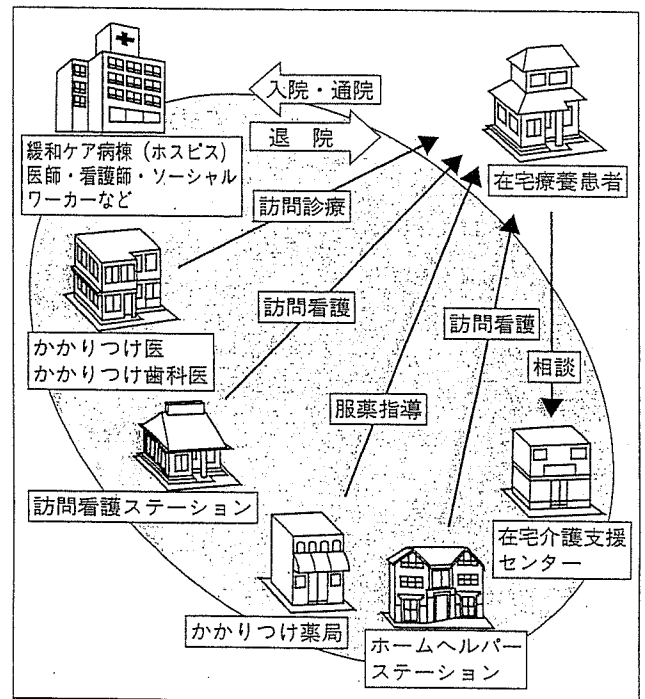 入院・通院
退院
緩和ケア病棟（ホスピス）
医師・看護師・ソーシャル
ワーカーなど
在宅療養患者
訪問診療
かかりつけ医
かかりつけ歯科医
訪問看護
訪問看護
相談
服薬指導
訪問看護ステーション
在宅介護支援
センター
かかりつけ薬局
ホームヘルパー
ステーション